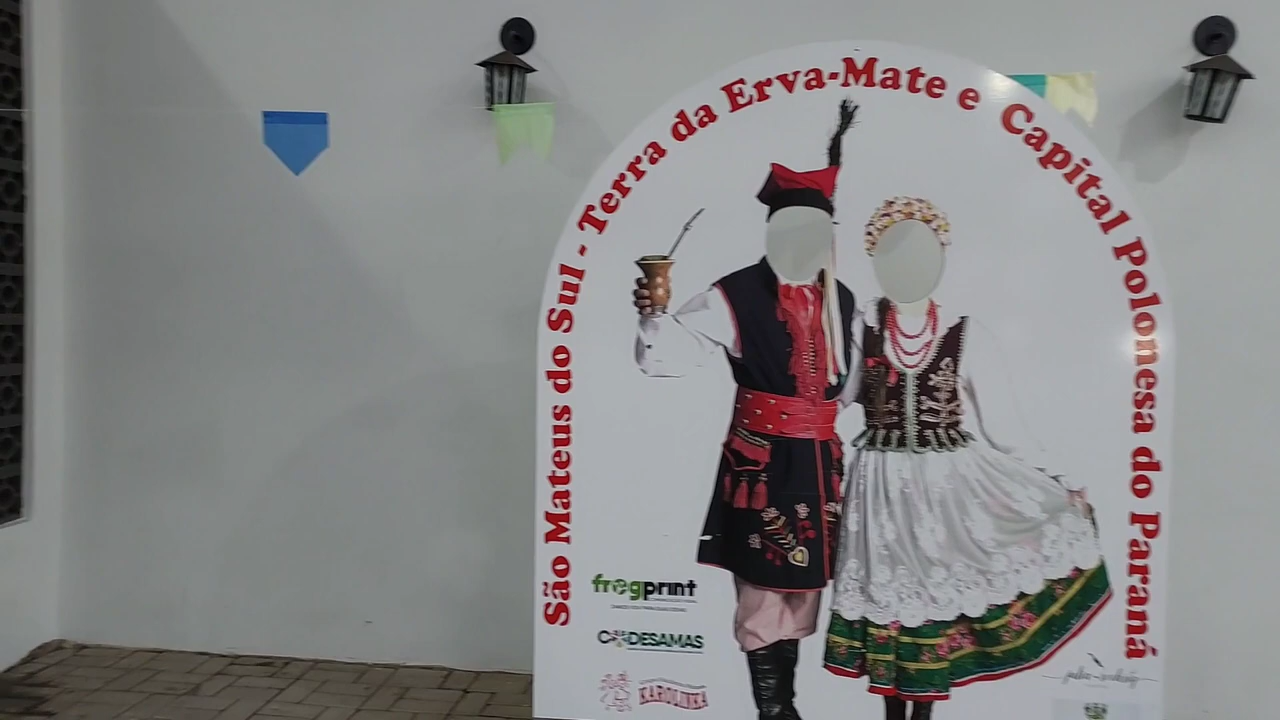 São Mateus do Sul - Terra da Erva-Mate e Capital Polonesa do Paraná
frogprint
CODESAMAS
KAROLINKA